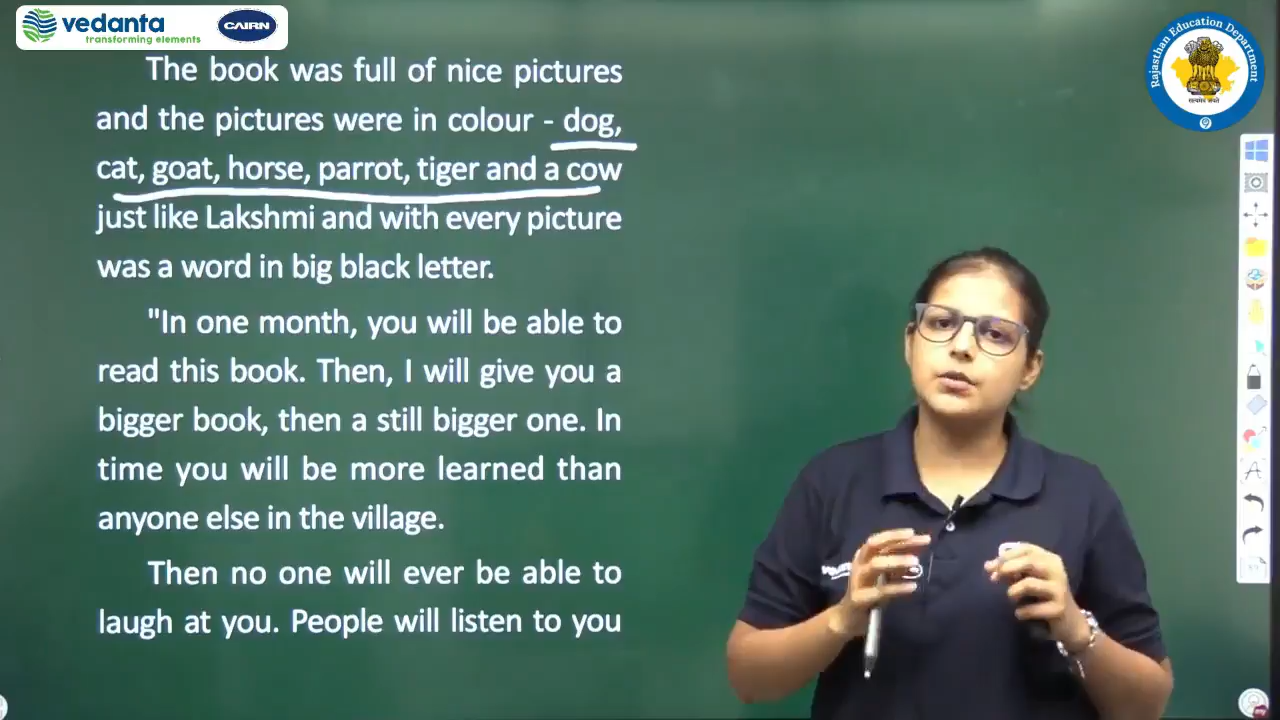 vedanta
transforming elements
CAIRN
Rajasthan Education Department
सत्यमेव जयते
The book was full of nice pictures
and the pictures were in colour - dog,
cat, goat, horse, parrot, tiger and a cow
just like Lakshmi and with every picture
was a word in big black letter.
"In one month, you will be able to
read this book. Then, I will give you a
bigger book, then a still bigger one. In
time you will be more learned than
anyone else in the village.
Then no one will ever be able to
laugh at you. People will listen to you